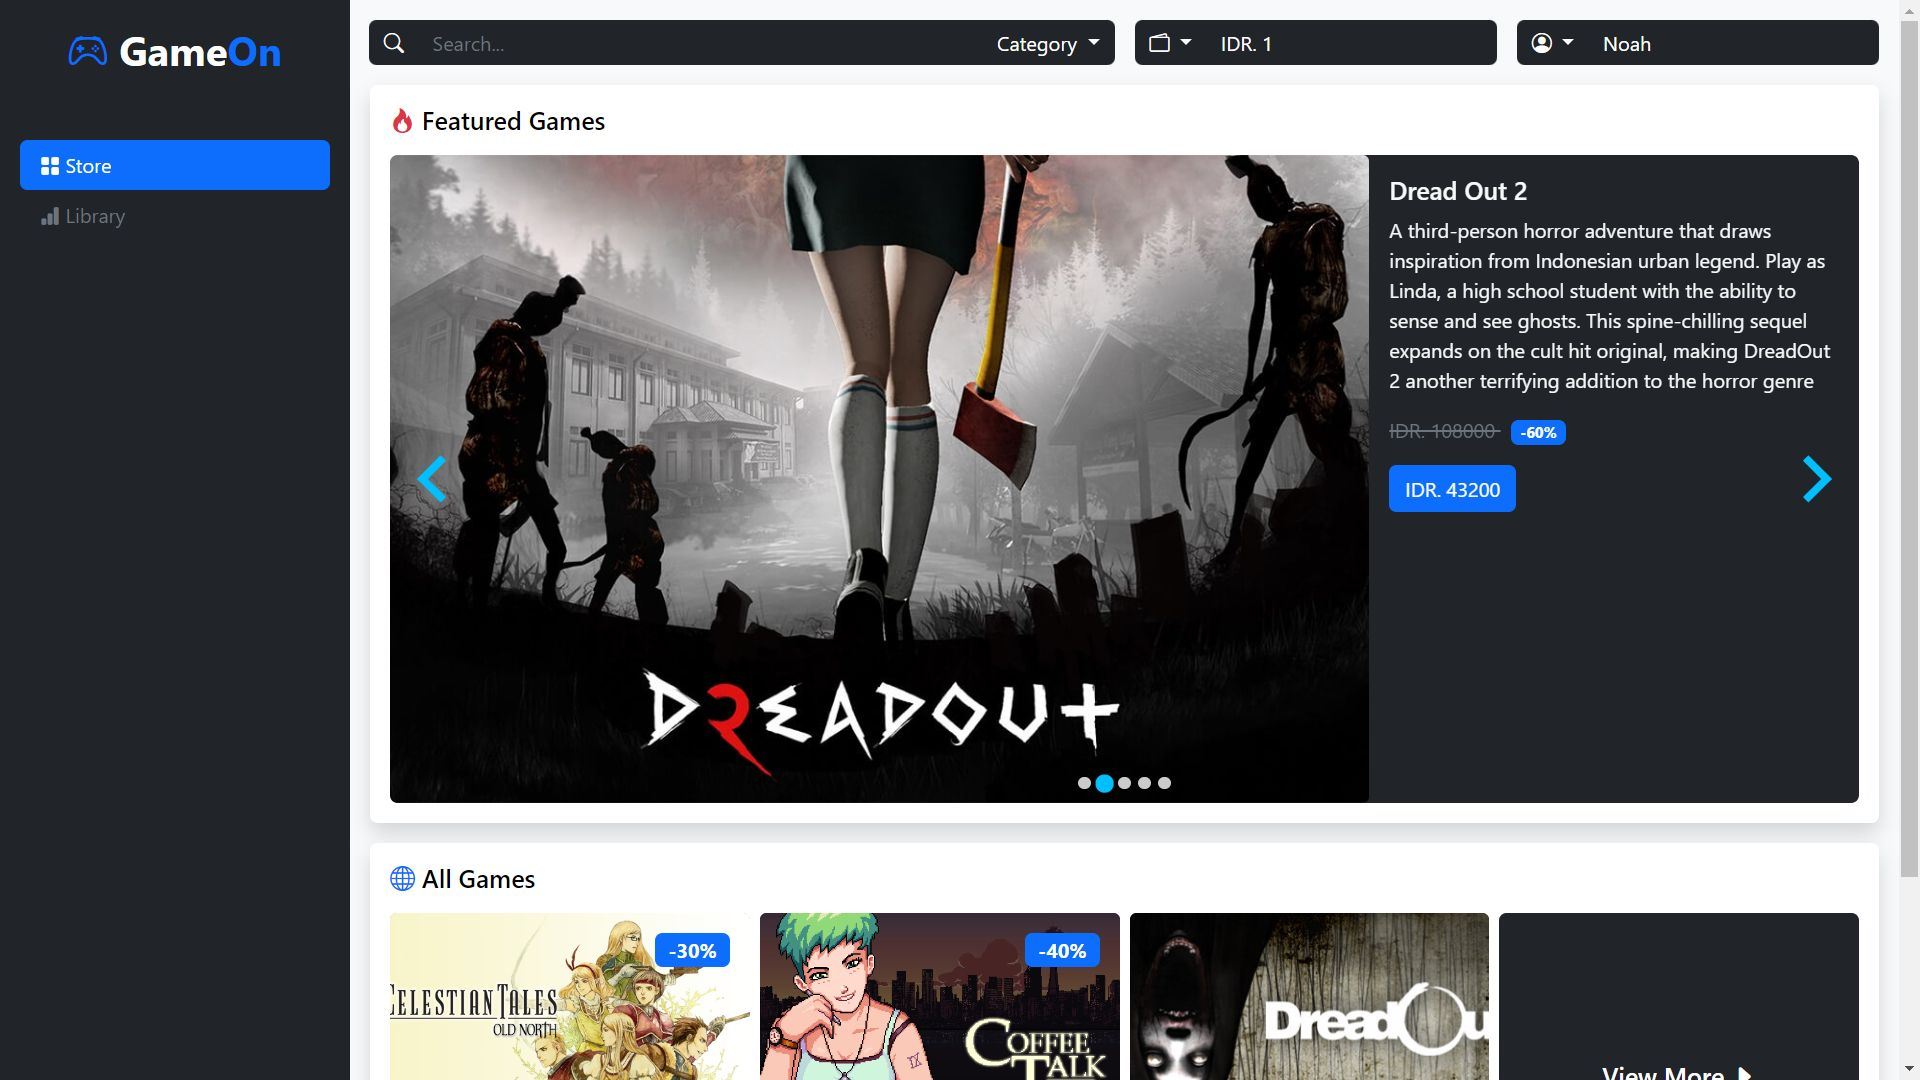 GameOn
Search...
Category
IDR. 1
Noah
Store
Library
Featured Games
Dread Out 2
A third-person horror adventure that draws
inspiration from Indonesian urban legend. Play as
Linda, a high school student with the ability to
sense and see ghosts. This spine-chilling sequel
expands on the cult hit original, making DreadOut
2 another terrifying addition to the horror genre
IDR. 108000
-60%
IDR. 43200
DREADOUT
All Games
-30%
CELESTIAN TALES
OLD NORTH
-40%
COFFEE
TALK
DreadOu
View More